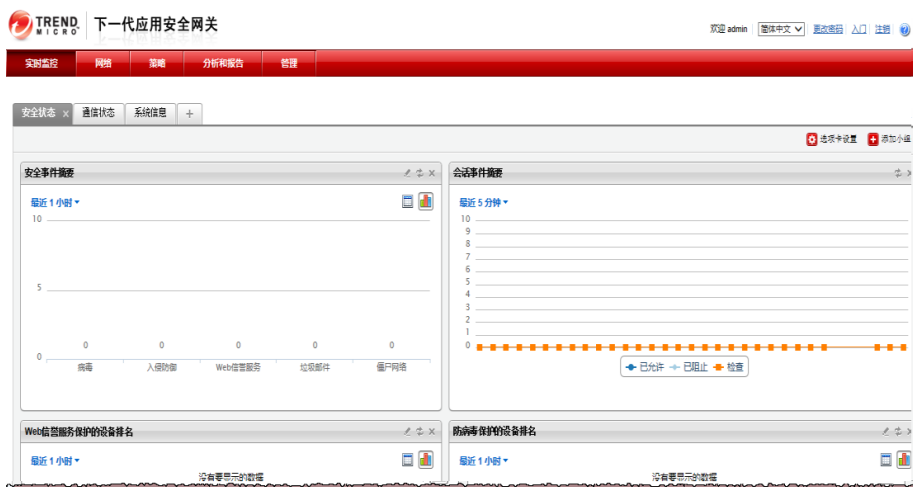 TREND MICRO 下一代应用安全网关
欢迎 admin 简体中文 更改密码 入门 注销 ?
实时监控 网络 策略 分析和报告 管理
安全状态 × 通信状态 系统信息 +
选项卡设置 添加小组
安全事件摘要
最近 1 小时
10
5
0
0 0 0 0 0
病毒 入侵防御 Web信誉服务 垃圾邮件 僵尸网络
会话事件摘要
最近 5 分钟
10
9
8
7
6
5
4
3
2
1
0
已允许 已阻止 检查
Web信誉服务保护的设备排名
最近 1 小时
没有要显示的数据
防病毒保护的设备排名
最近 1 小时
没有要显示的数据